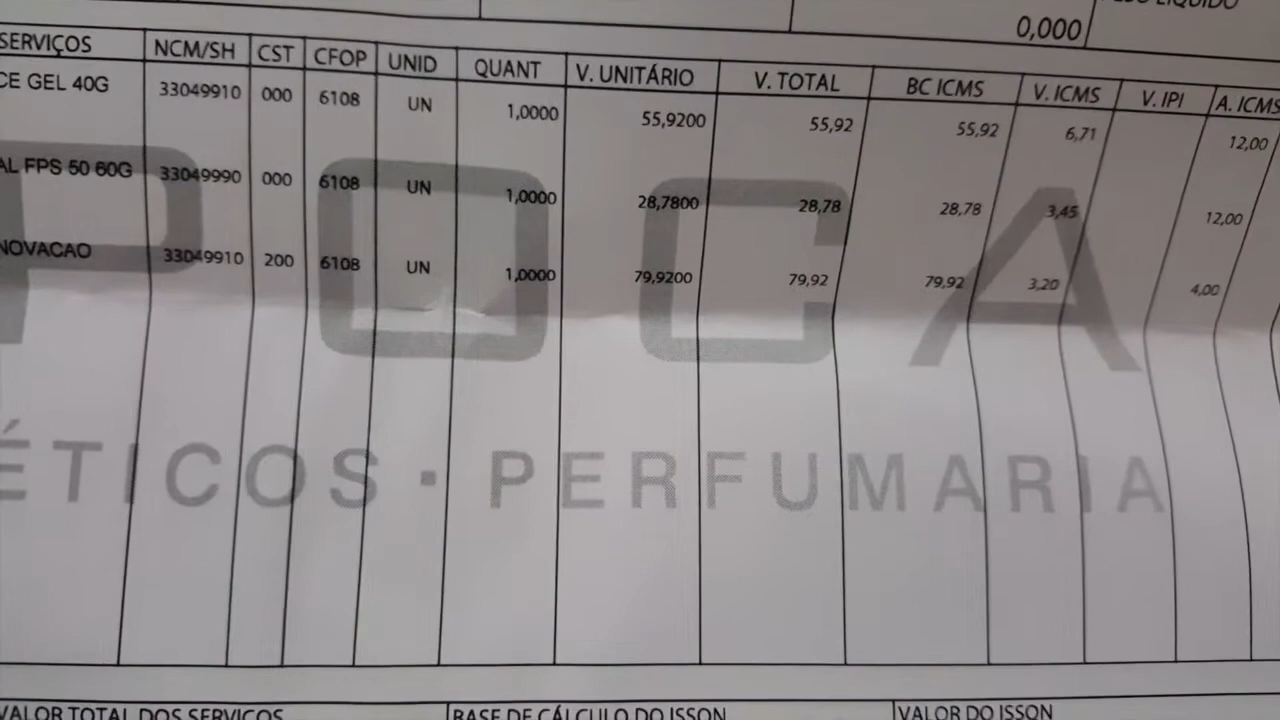 0,000
SERVIÇOS NCM/SH CST CFOP UNID QUANT V. UNITÁRIO V. TOTAL BC ICMS V. ICMS V. IPI A. ICMS
CE GEL 40G 33049910 000 6108 UN 1,0000 55,9200 55,92 55,92 6,71 12,00
AL FPS 50 60G 33049990 000 6108 UN 1,0000 28,7800 28,78 28,78 3,45 12,00
NOVACAO 33049910 200 6108 UN 1,0000 79,9200 79,92 79,92 3,20 4,00
POCA
ÉTICOS · PERFUMARIA
VALOR TOTAL DOS SERVIÇOS BASE DE CÁLCULO DO ISSQN VALOR DO ISSQN